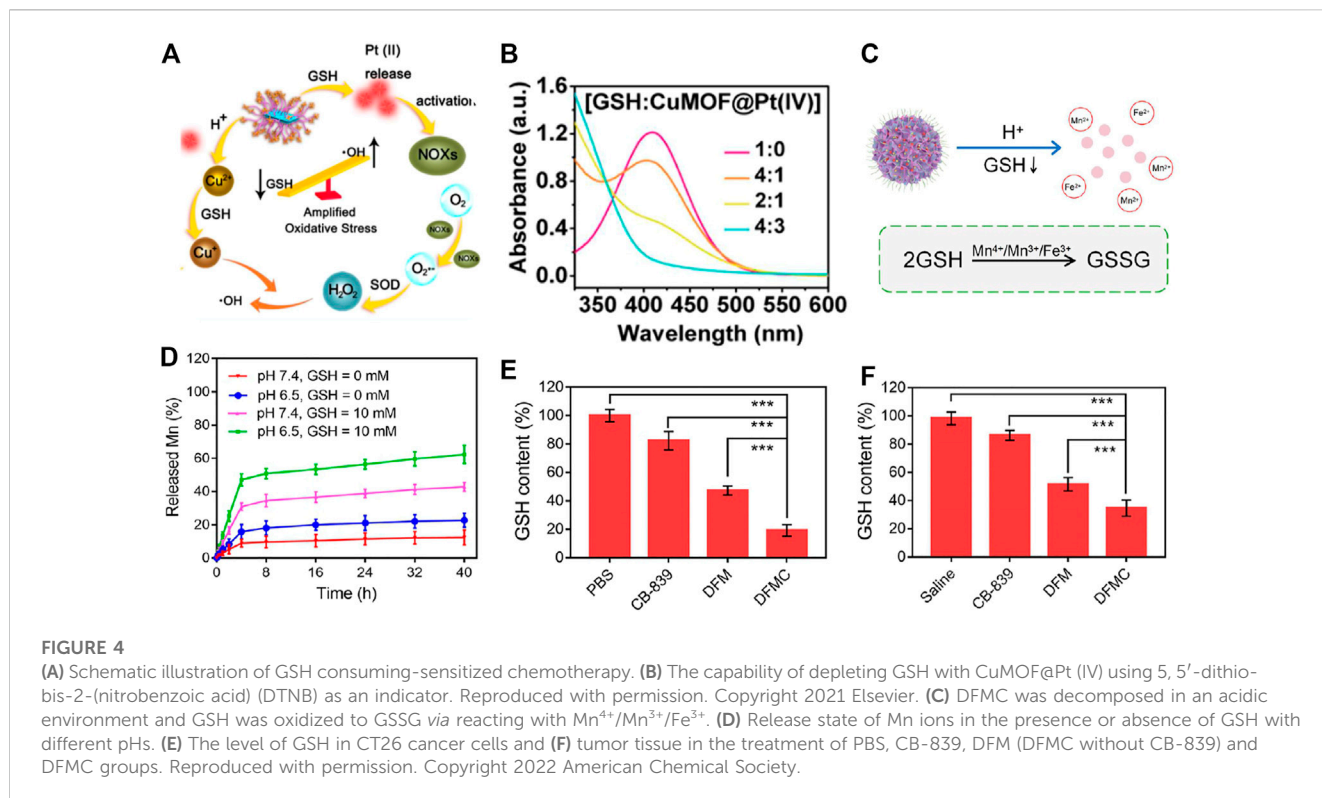 A
GSH
Pt (II)
release
activation
H⁺
NOXs
•OH
GSH
Cu²⁺
Amplified
Oxidative Stress
GSH
O₂
NOXs
NOXs
Cu⁺
O₂•−
SOD
H₂O₂
•OH
B
[GSH:CuMOF@Pt(IV)]
1:0
4:1
2:1
4:3
Absorbance (a.u.)
1.6
1.2
0.8
0.4
0.0
350 400 450 500 550 600
Wavelength (nm)
C
H⁺
GSH↓
Mn²⁺
Fe²⁺
Mn²⁺
Fe²⁺
Mn²⁺
2GSH Mn⁴⁺/Mn³⁺/Fe³⁺ GSSG
D
pH 7.4, GSH = 0 mM
pH 6.5, GSH = 0 mM
pH 7.4, GSH = 10 mM
pH 6.5, GSH = 10 mM
Released Mn (%)
120
100
80
60
40
20
0
0 8 16 24 32 40
Time (h)
E
GSH content (%)
120
100
80
60
40
20
0
***
***
***
PBS
CB-839
DFM
DFMC
F
GSH content (%)
120
100
80
60
40
20
0
***
***
***
Saline
CB-839
DFM
DFMC
FIGURE 4
(A) Schematic illustration of GSH consuming-sensitized chemotherapy. (B) The capability of depleting GSH with CuMOF@Pt (IV) using 5, 5′-dithio-
bis-2-(nitrobenzoic acid) (DTNB) as an indicator. Reproduced with permission. Copyright 2021 Elsevier. (C) DFMC was decomposed in an acidic
environment and GSH was oxidized to GSSG via reacting with Mn⁴⁺/Mn³⁺/Fe³⁺. (D) Release state of Mn ions in the presence or absence of GSH with
different pHs. (E) The level of GSH in CT26 cancer cells and (F) tumor tissue in the treatment of PBS, CB-839, DFM (DFMC without CB-839) and
DFMC groups. Reproduced with permission. Copyright 2022 American Chemical Society.